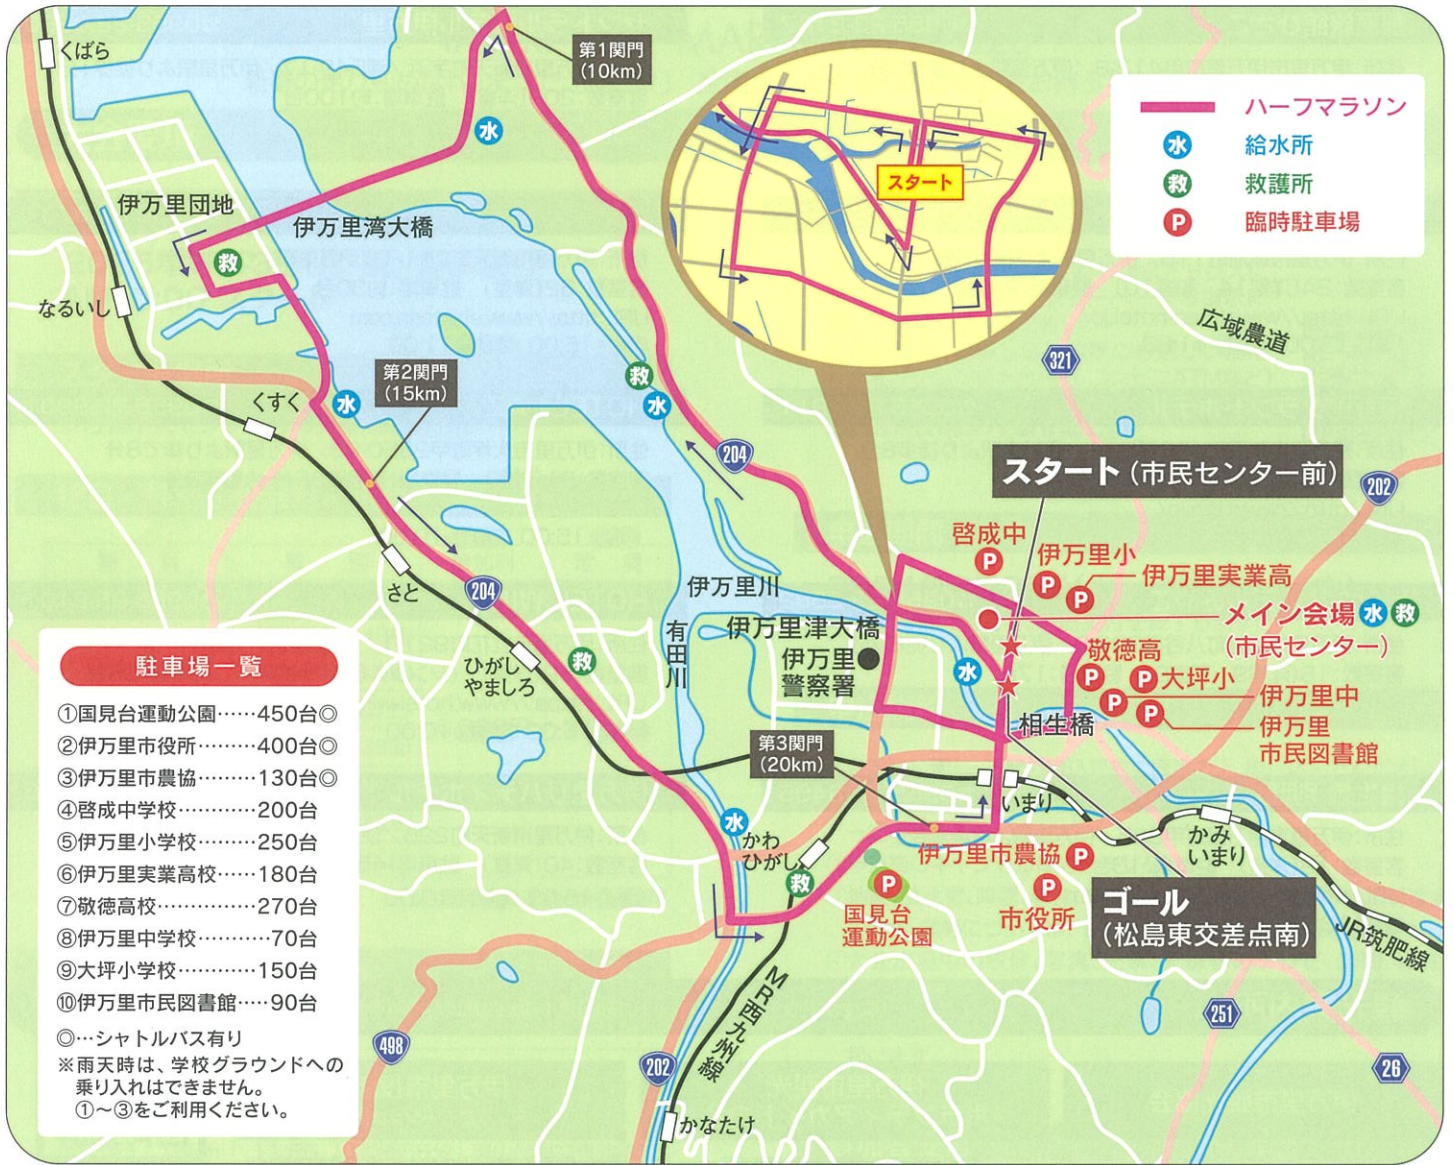 くばら
第1関門
(10km)
水
ハーフマラソン
水 給水所
救 救護所
P 臨時駐車場
スタート
伊万里団地
伊万里湾大橋
救
なるいし
広域農道
321
第2関門
(15km)
救
水
くすく
水
204
スタート(市民センター前)
202
啓成中
P
伊万里小
P
P
伊万里実業高
さと
204
伊万里川
メイン会場 水 救
(市民センター)
有田川
伊万里津大橋
伊万里
警察署
水
敬徳高
P
P
大坪小
P
伊万里中
P
伊万里
市民図書館
相生橋
ひがし
やましろ
救
第3関門
(20km)
いまり
水
かわ
ひがし
救
P
国見台
運動公園
伊万里市農協 P
P
市役所
かみ
いまり
ゴール
(松島東交差点南)
JR筑肥線
MR西九州線
251
26
498
202
かなたけ
駐車場一覧
①国見台運動公園……450台◎
②伊万里市役所………400台◎
③伊万里市農協………130台◎
④啓成中学校…………200台
⑤伊万里小学校………250台
⑥伊万里実業高校……180台
⑦敬徳高校……………270台
⑧伊万里中学校…………70台
⑨大坪小学校…………150台
⑩伊万里市民図書館……90台
◎…シャトルバス有り
※雨天時は、学校グラウンドへの
乗り入れはできません。
①〜③をご利用ください。